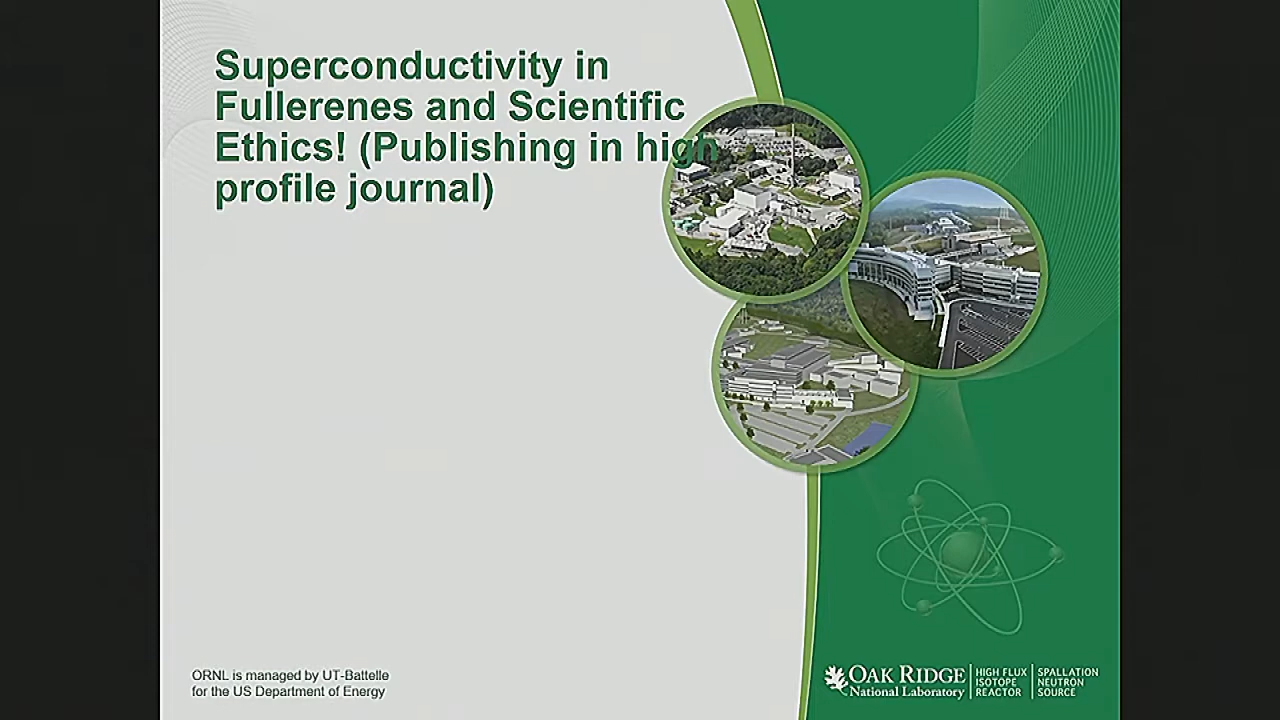 Superconductivity in
Fullerenes and Scientific
Ethics! (Publishing in high
profile journal)
ORNL is managed by UT-Battelle
for the US Department of Energy
OAK RIDGE
National Laboratory
HIGH FLUX
ISOTOPE
REACTOR
SPALLATION
NEUTRON
SOURCE